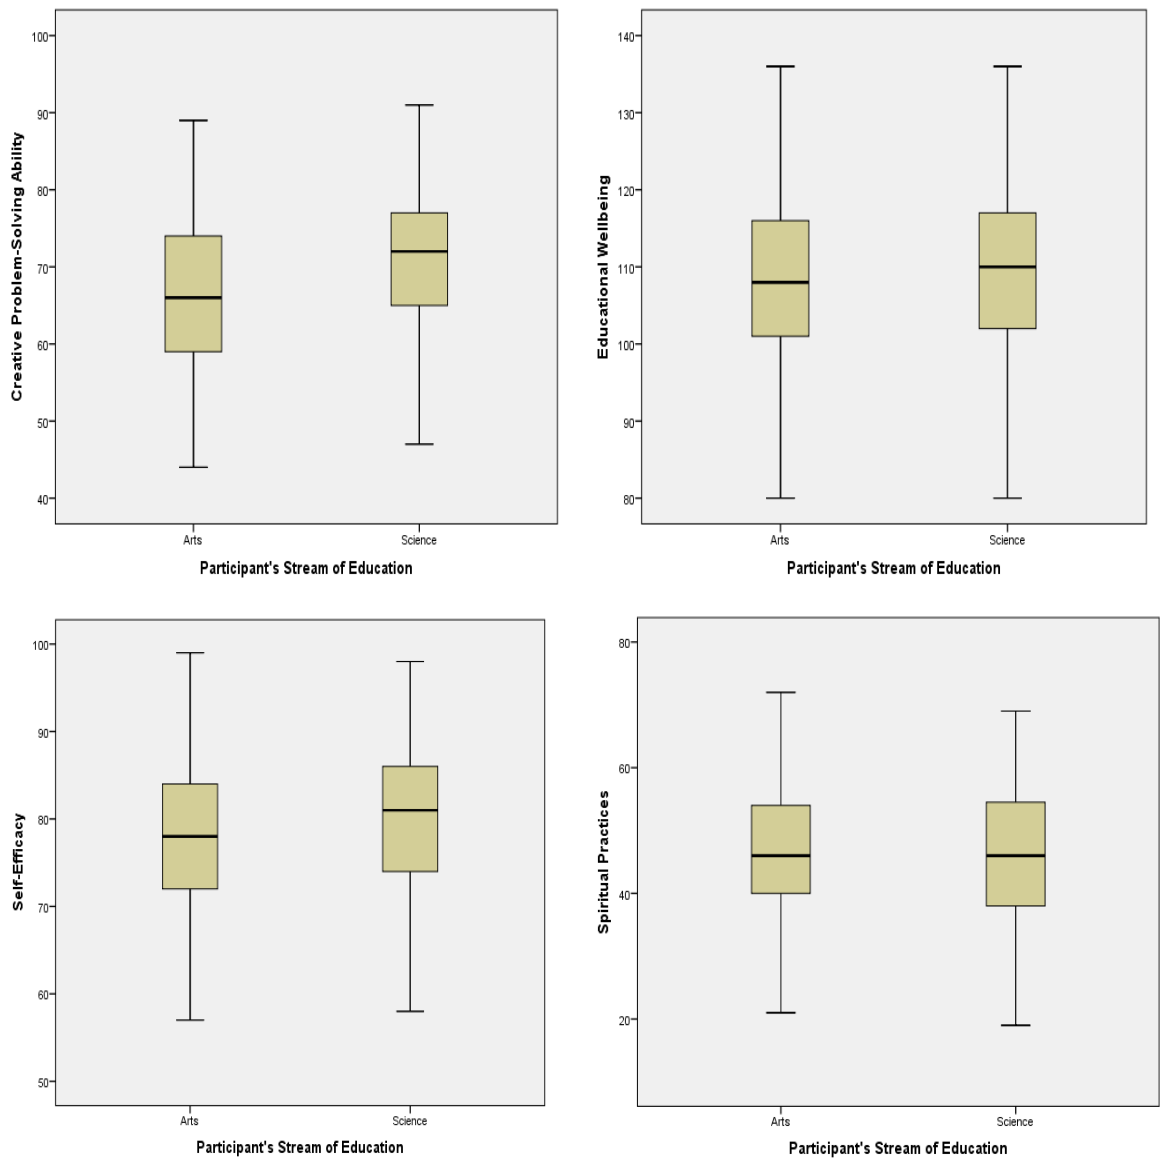 Creative Problem-Solving Ability
100
90
80
70
60
50
40
Arts
Science
Participant's Stream of Education
Educational Wellbeing
140
130
120
110
100
90
80
Arts
Science
Participant's Stream of Education
Self-Efficacy
100
90
80
70
60
50
Arts
Science
Participant's Stream of Education
Spiritual Practices
80
60
40
20
Arts
Science
Participant's Stream of Education